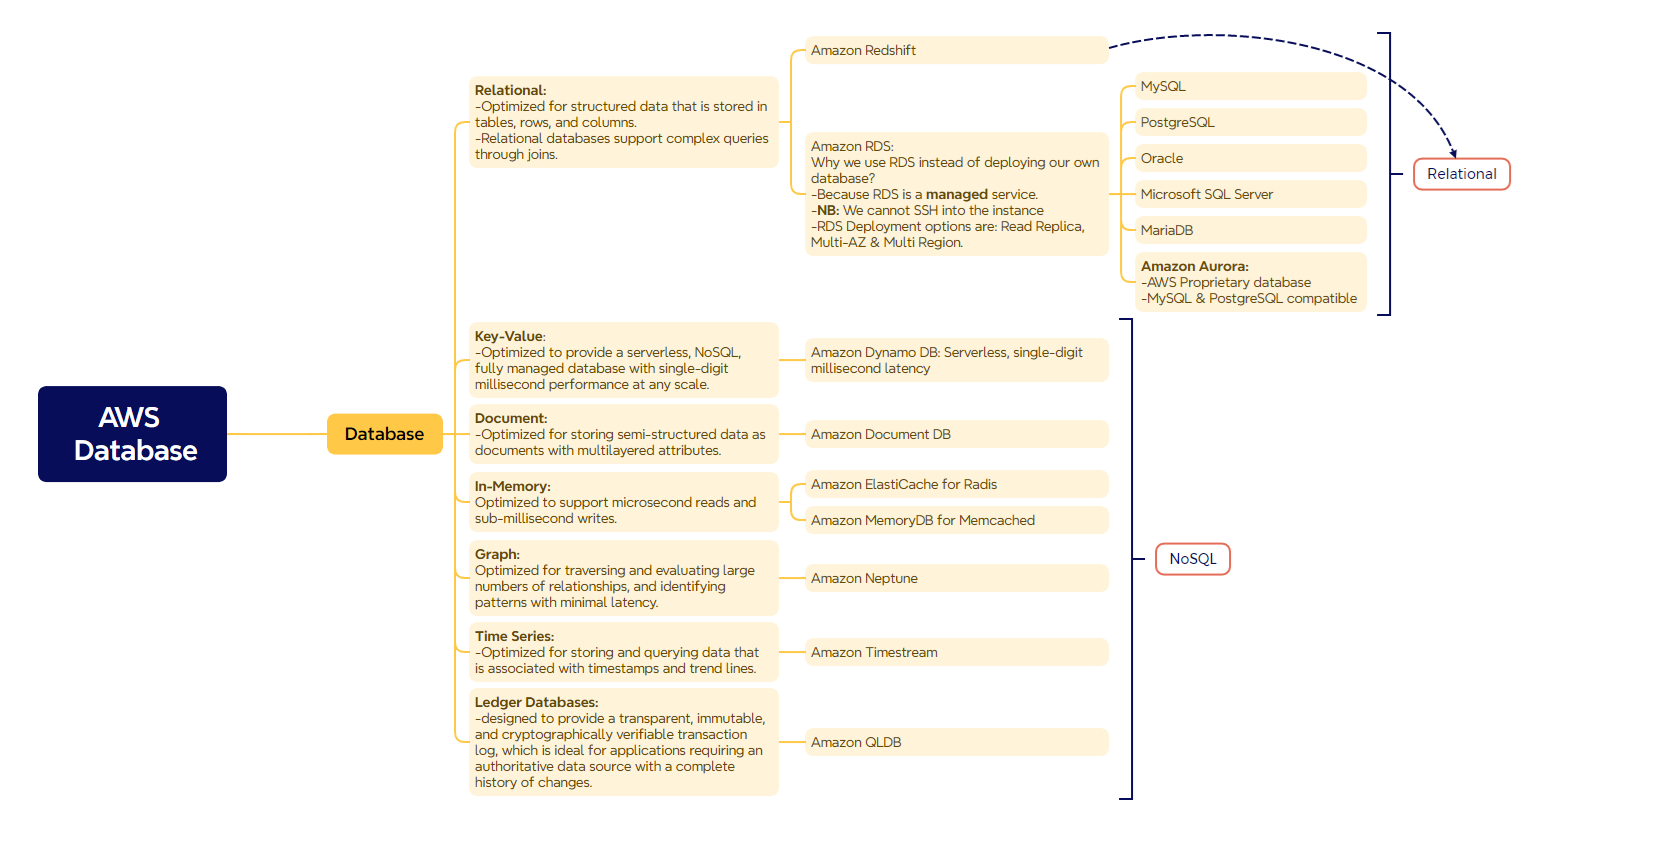 AWS
Database
Database
Relational:
-Optimized for structured data that is stored in
tables, rows, and columns.
-Relational databases support complex queries
through joins.
Amazon Redshift
Amazon RDS:
Why we use RDS instead of deploying our own
database?
-Because RDS is a managed service.
-NB: We cannot SSH into the instance
-RDS Deployment options are: Read Replica,
Multi-AZ & Multi Region.
MySQL
PostgreSQL
Oracle
Microsoft SQL Server
MariaDB
Amazon Aurora:
-AWS Proprietary database
-MySQL & PostgreSQL compatible
Relational
Key-Value:
-Optimized to provide a serverless, NoSQL,
fully managed database with single-digit
millisecond performance at any scale.
Amazon Dynamo DB: Serverless, single-digit
millisecond latency
Document:
-Optimized for storing semi-structured data as
documents with multilayered attributes.
Amazon Document DB
In-Memory:
Optimized to support microsecond reads and
sub-millisecond writes.
Amazon ElastiCache for Radis
Amazon MemoryDB for Memcached
Graph:
Optimized for traversing and evaluating large
numbers of relationships, and identifying
patterns with minimal latency.
Amazon Neptune
Time Series:
-Optimized for storing and querying data that
is associated with timestamps and trend lines.
Amazon Timestream
Ledger Databases:
-designed to provide a transparent, immutable,
and cryptographically verifiable transaction
log, which is ideal for applications requiring an
authoritative data source with a complete
history of changes.
Amazon QLDB
NoSQL